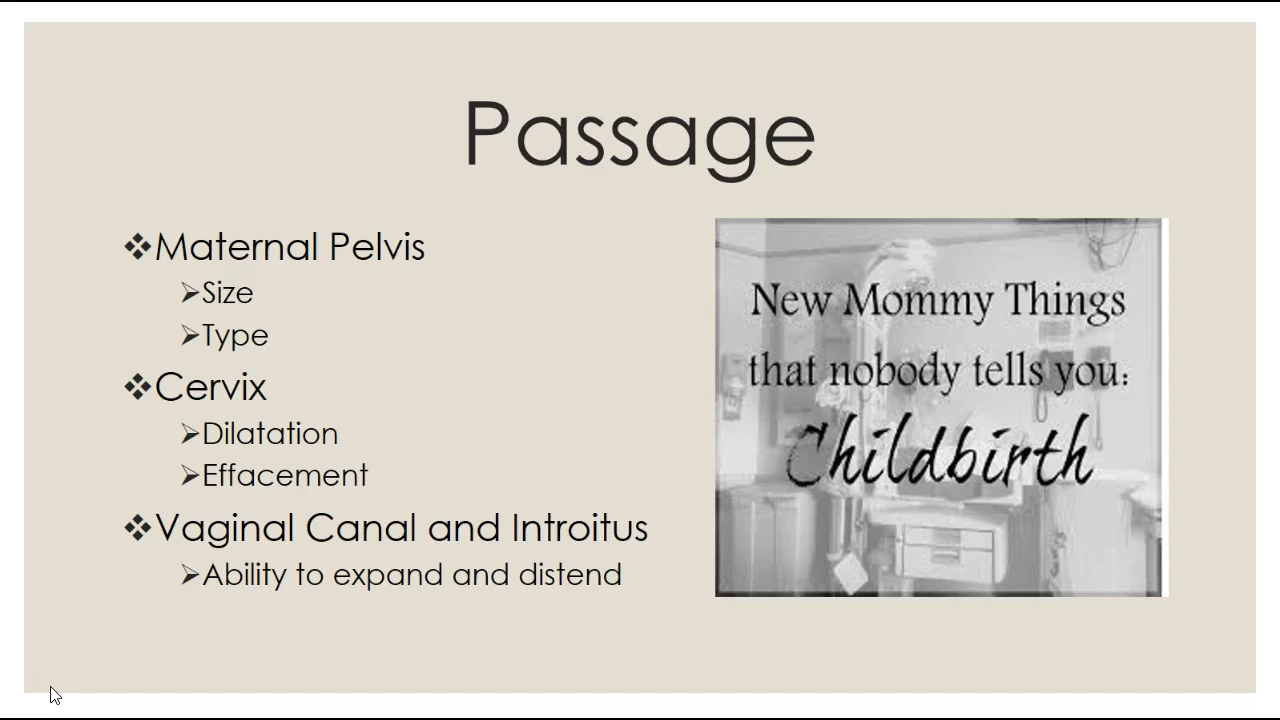 Passage
Maternal Pelvis
Size
Type
Cervix
Dilatation
Effacement
Vaginal Canal and Introitus
Ability to expand and distend
New Mommy Things
that nobody tells you:
Childbirth